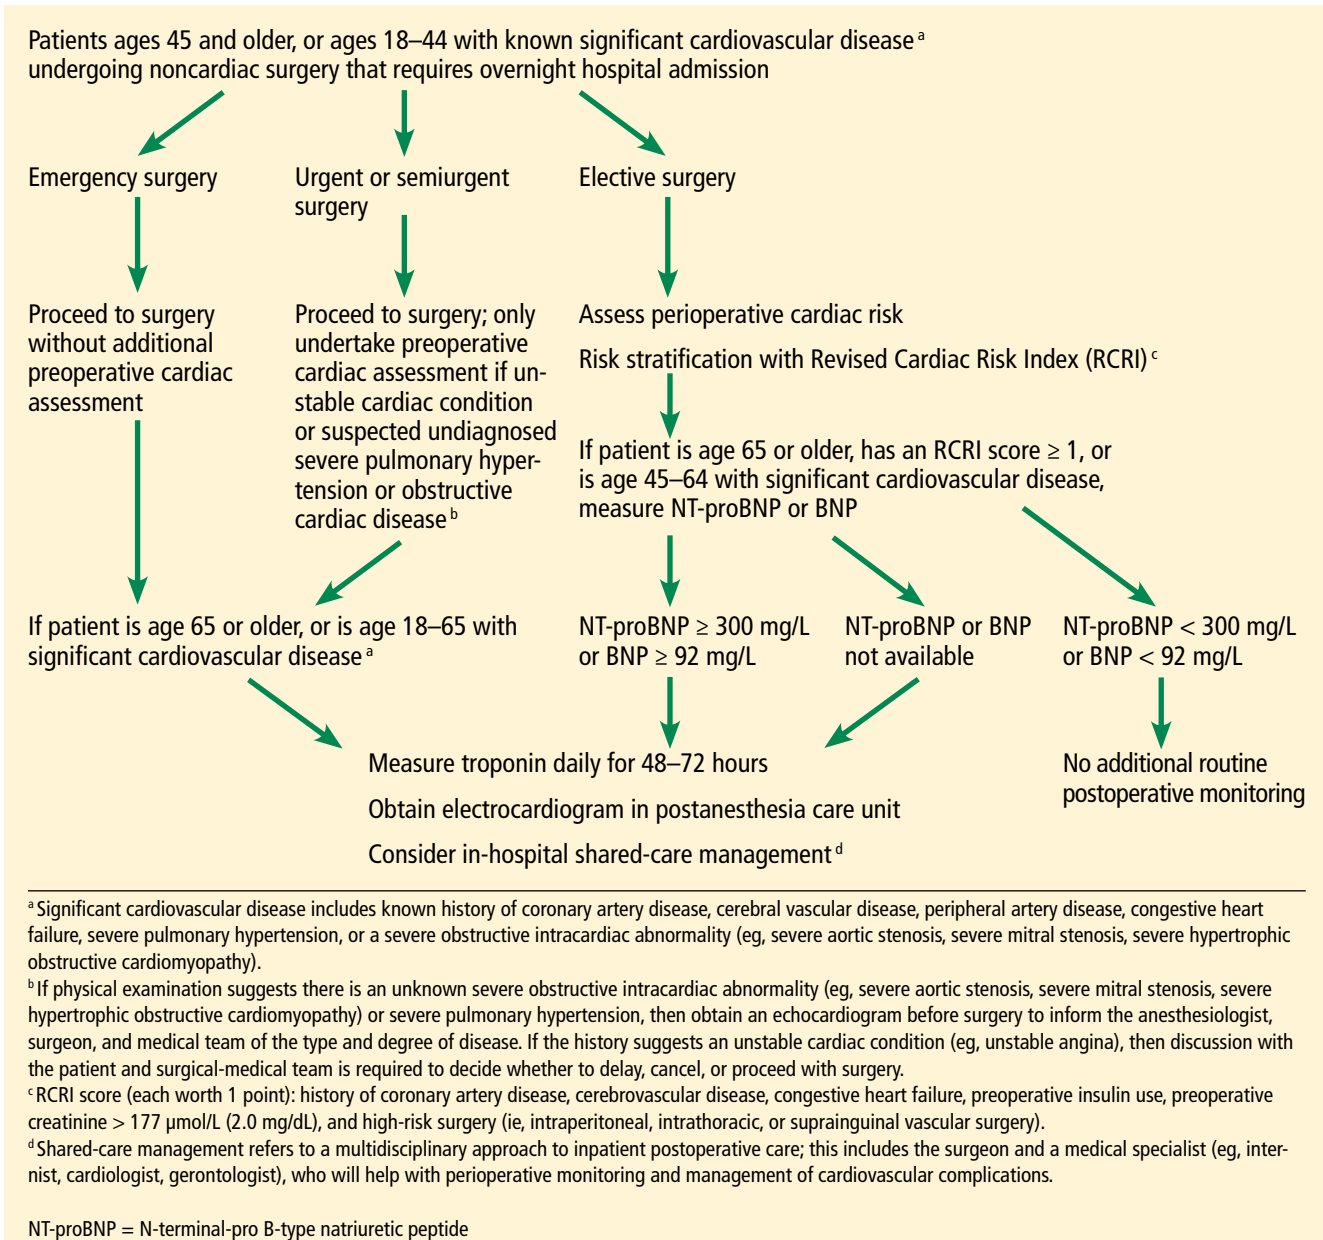 Patients ages 45 and older, or ages 18–44 with known significant cardiovascular disease a
undergoing noncardiac surgery that requires overnight hospital admission
Emergency surgery
Urgent or semiurgent
surgery
Elective surgery
Proceed to surgery
without additional
preoperative cardiac
assessment
Proceed to surgery; only
undertake preoperative
cardiac assessment if un-
stable cardiac condition
or suspected undiagnosed
severe pulmonary hyper-
tension or obstructive
cardiac disease b
Assess perioperative cardiac risk
Risk stratification with Revised Cardiac Risk Index (RCRI) c
If patient is age 65 or older, has an RCRI score ≥ 1, or
is age 45–64 with significant cardiovascular disease,
measure NT-proBNP or BNP
If patient is age 65 or older, or is age 18–65 with
significant cardiovascular disease a
NT-proBNP ≥ 300 mg/L
or BNP ≥ 92 mg/L
NT-proBNP or BNP
not available
NT-proBNP < 300 mg/L
or BNP < 92 mg/L
Measure troponin daily for 48–72 hours
Obtain electrocardiogram in postanesthesia care unit
Consider in-hospital shared-care management d
No additional routine
postoperative monitoring
a Significant cardiovascular disease includes known history of coronary artery disease, cerebral vascular disease, peripheral artery disease, congestive heart
failure, severe pulmonary hypertension, or a severe obstructive intracardiac abnormality (eg, severe aortic stenosis, severe mitral stenosis, severe hypertrophic
obstructive cardiomyopathy).
b If physical examination suggests there is an unknown severe obstructive intracardiac abnormality (eg, severe aortic stenosis, severe mitral stenosis, severe
hypertrophic obstructive cardiomyopathy) or severe pulmonary hypertension, then obtain an echocardiogram before surgery to inform the anesthesiologist,
surgeon, and medical team of the type and degree of disease. If the history suggests an unstable cardiac condition (eg, unstable angina), then discussion with
the patient and surgical-medical team is required to decide whether to delay, cancel, or proceed with surgery.
c RCRI score (each worth 1 point): history of coronary artery disease, cerebrovascular disease, congestive heart failure, preoperative insulin use, preoperative
creatinine > 177 µmol/L (2.0 mg/dL), and high-risk surgery (ie, intraperitoneal, intrathoracic, or suprainguinal vascular surgery).
d Shared-care management refers to a multidisciplinary approach to inpatient postoperative care; this includes the surgeon and a medical specialist (eg, inter-
nist, cardiologist, gerontologist), who will help with perioperative monitoring and management of cardiovascular complications.
NT-proBNP = N-terminal-pro B-type natriuretic peptide